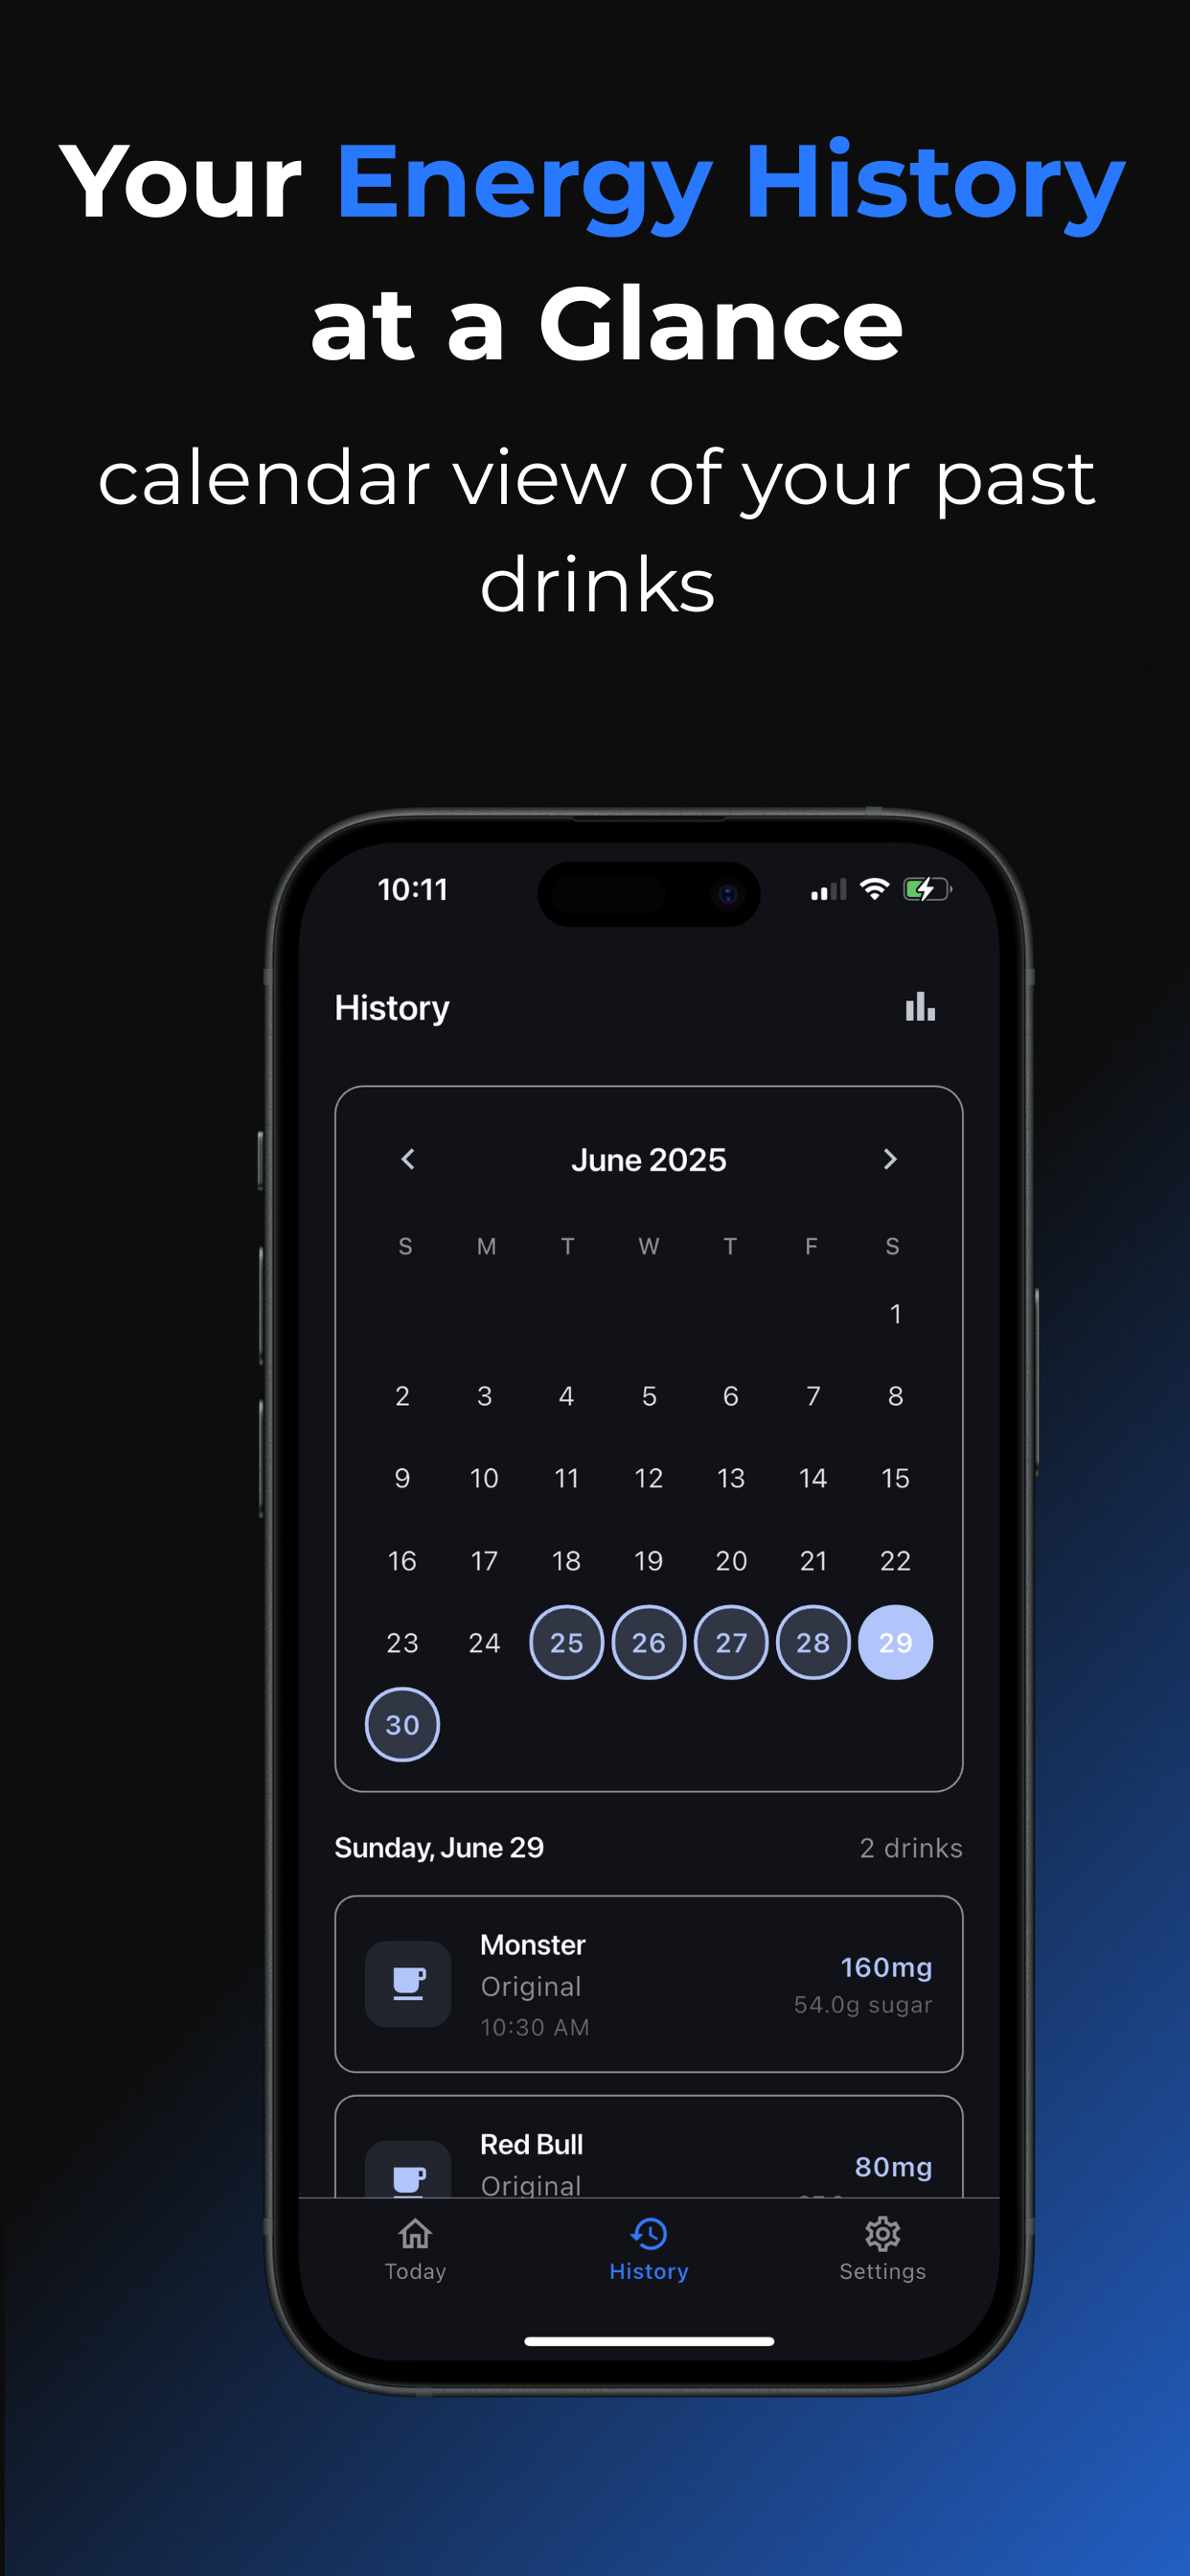 Your Energy History
at a Glance
calendar view of your past
drinks
10:11
History
June 2025
S M T W T F S
1
2 3 4 5 6 7 8
9 10 11 12 13 14 15
16 17 18 19 20 21 22
23 24 25 26 27 28 29
30
Sunday, June 29 2 drinks
Monster
160mg
Original
54.0g sugar
10:30 AM
Red Bull
80mg
Original
Today History Settings